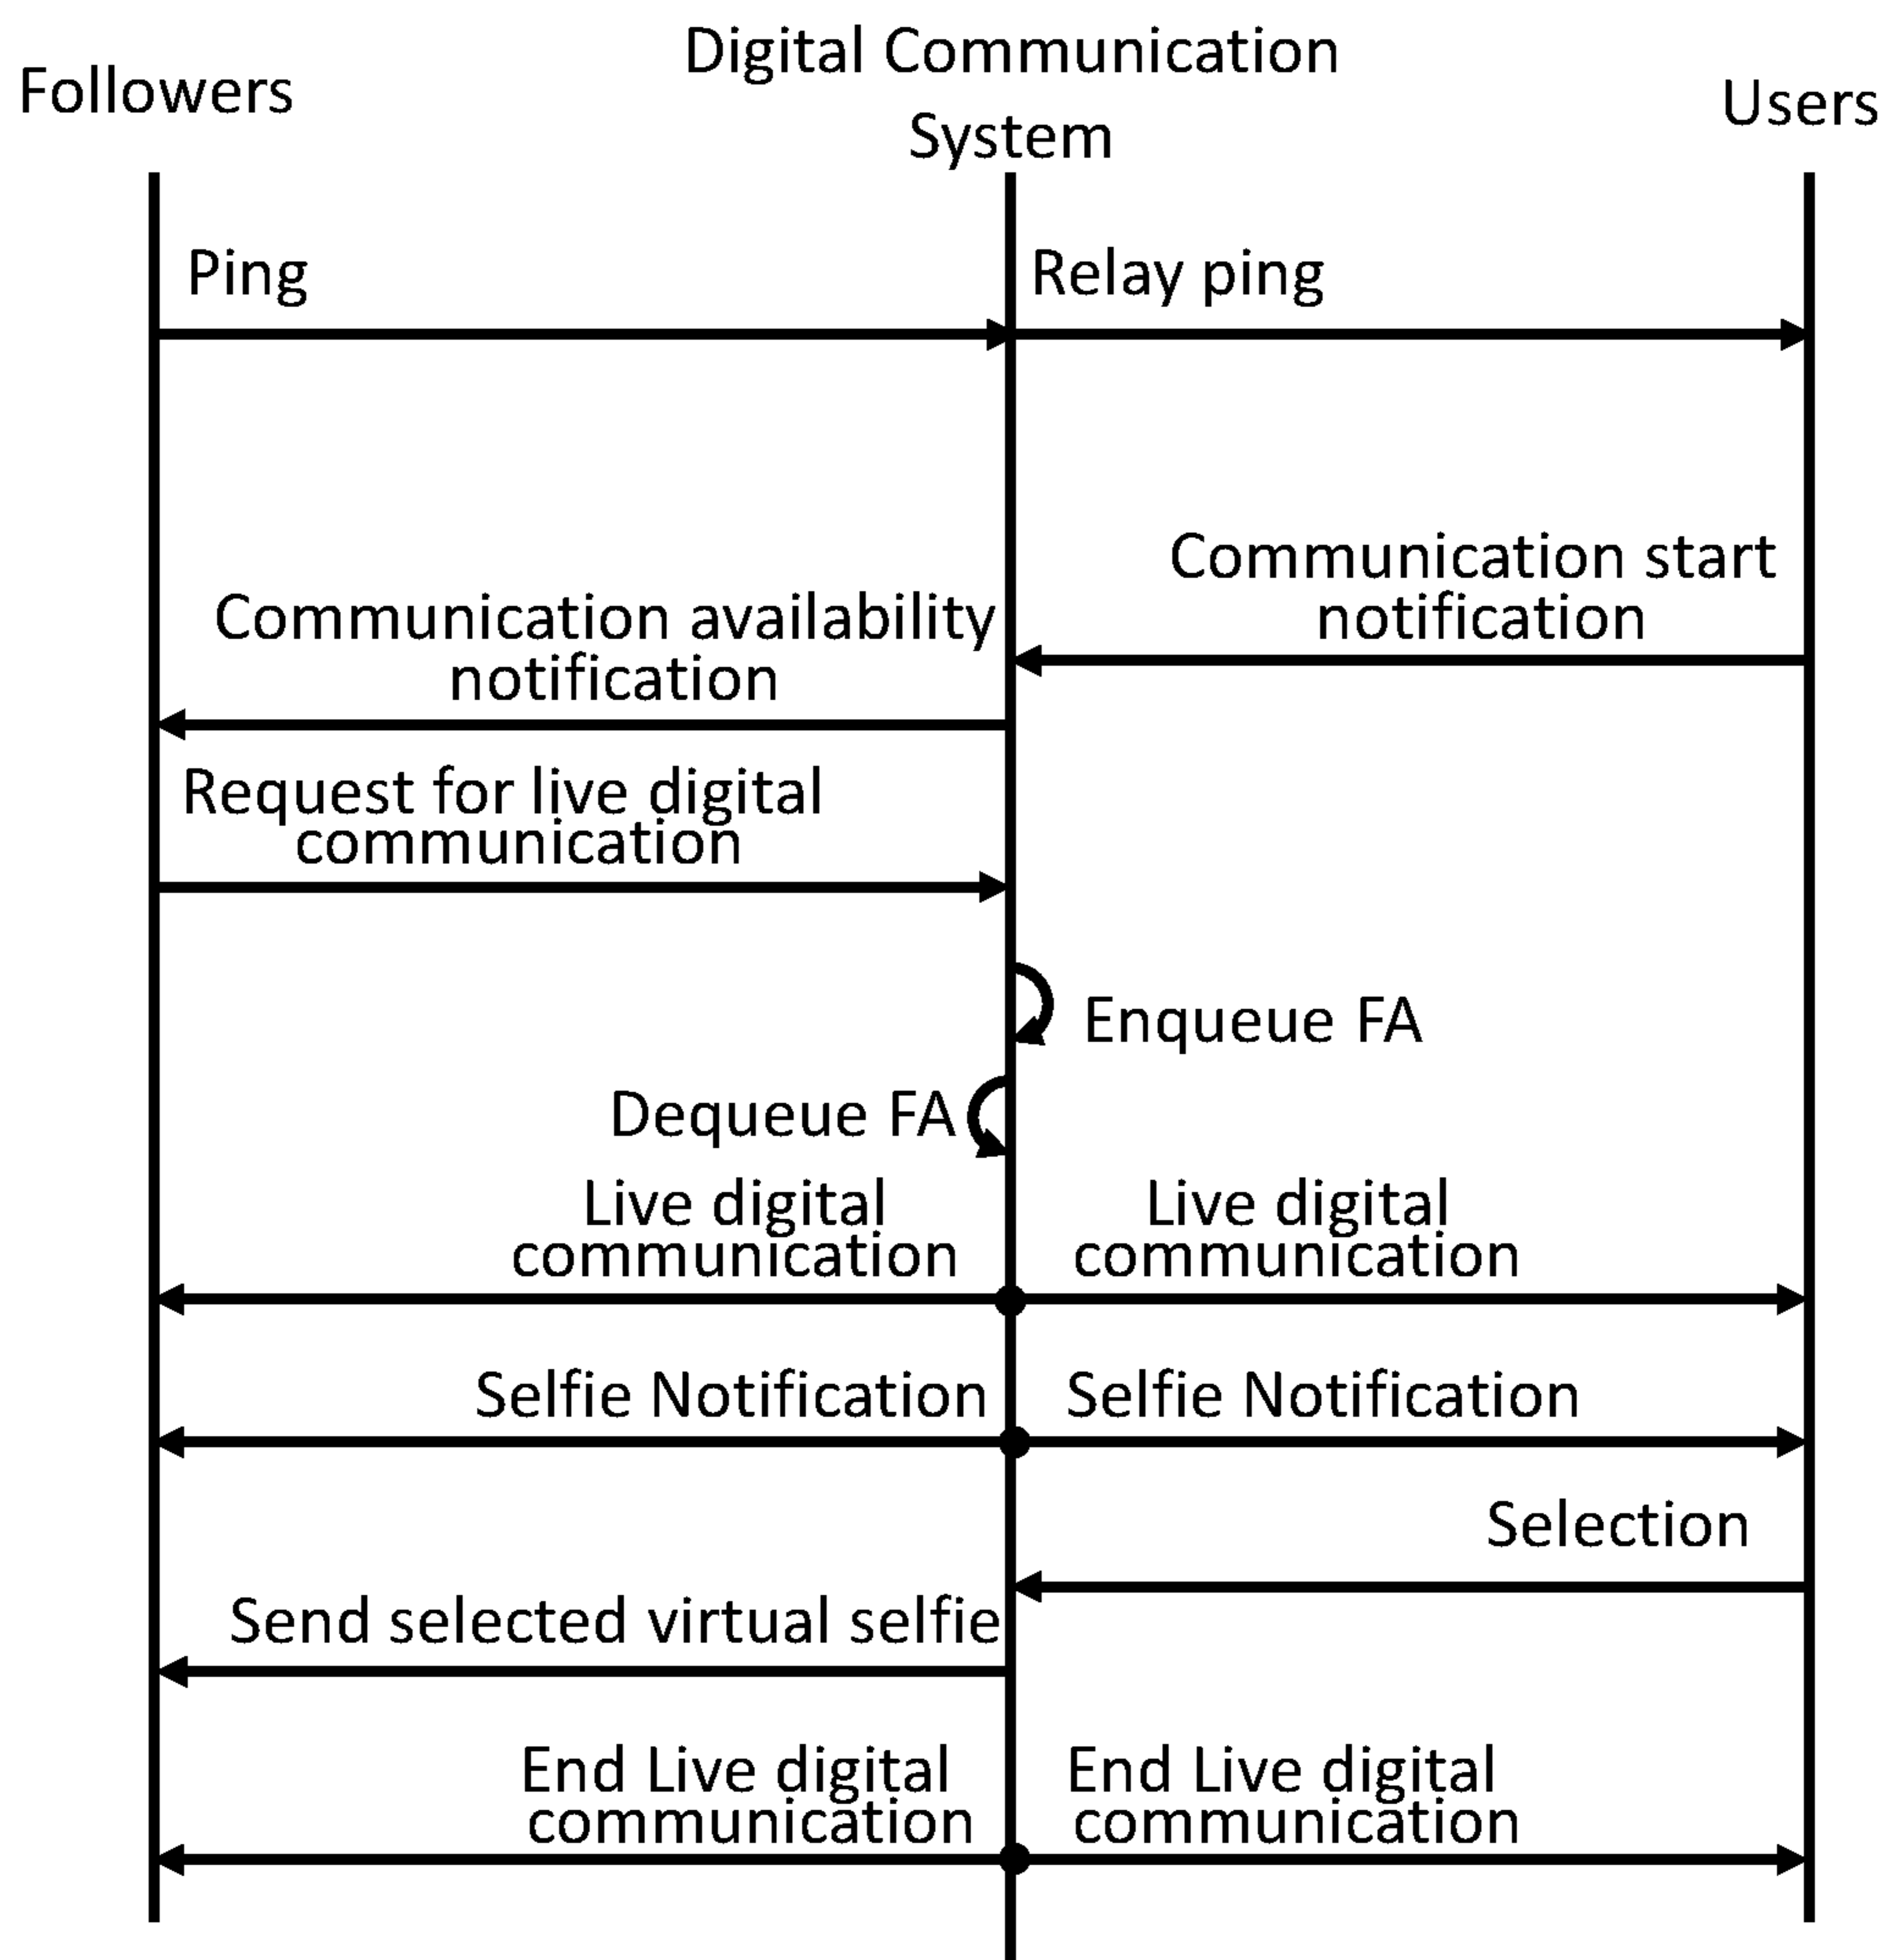 Followers
Digital Communication
System
Users
Ping
Relay ping
Communication start
notification
Communication availability
notification
Request for live digital
communication
Enqueue FA
Dequeue FA
Live digital
communication
Live digital
communication
Selfie Notification
Selfie Notification
Selection
Send selected virtual selfie
End Live digital
communication
End Live digital
communication